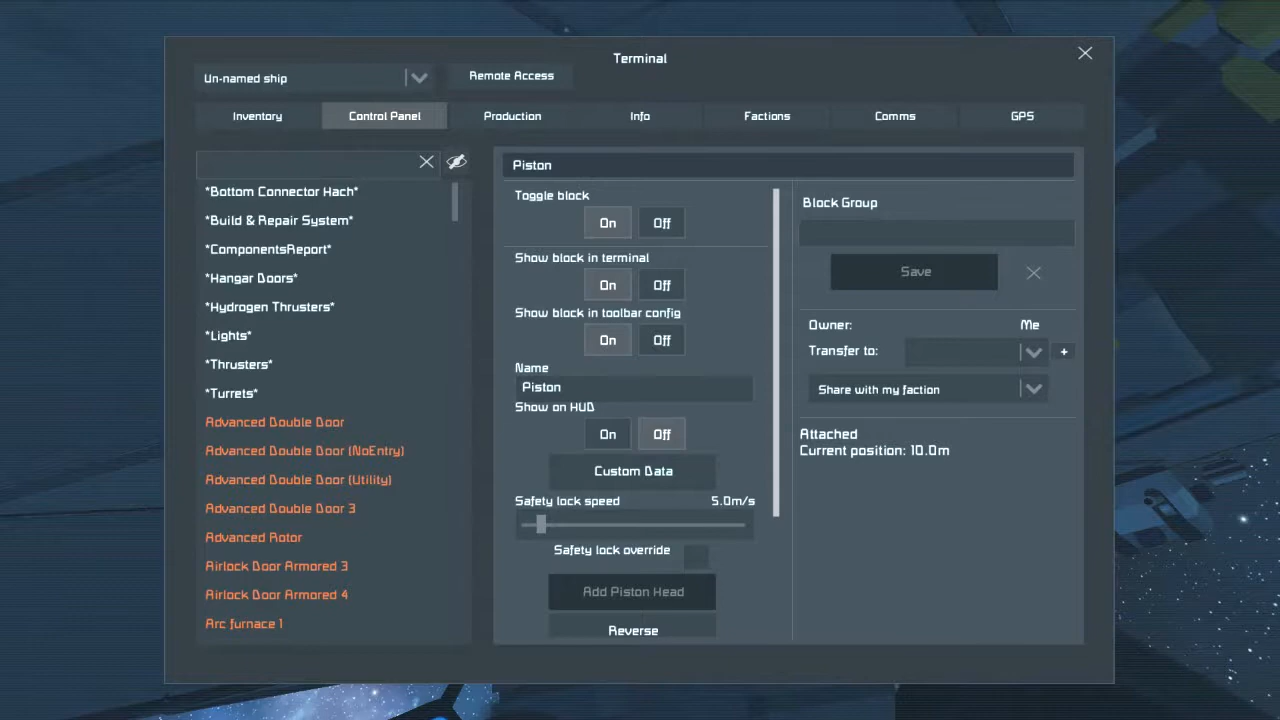 Terminal
Un-named ship
Remote Access
Inventory
Control Panel
Production
Info
Factions
Comms
GPS
*Bottom Connector Hach*
*Build & Repair System*
*ComponentsReport*
*Hangar Doors*
*Hydrogen Thrusters*
*Lights*
*Thrusters*
*Turrets*
Advanced Double Door
Advanced Double Door (NoEntry)
Advanced Double Door (Utility)
Advanced Double Door 3
Advanced Rotor
Airlock Door Armored 3
Airlock Door Armored 4
Arc furnace 1
Piston
Toggle block
On Off
Show block in terminal
On Off
Show block in toolbar config
On Off
Name
Piston
Show on HUD
On Off
Custom Data
Safety lock speed 5.0m/s
Safety lock override
Add Piston Head
Reverse
Block Group
Save
Owner: Me
Transfer to:
+
Share with my faction
Attached
Current position: 10.0m